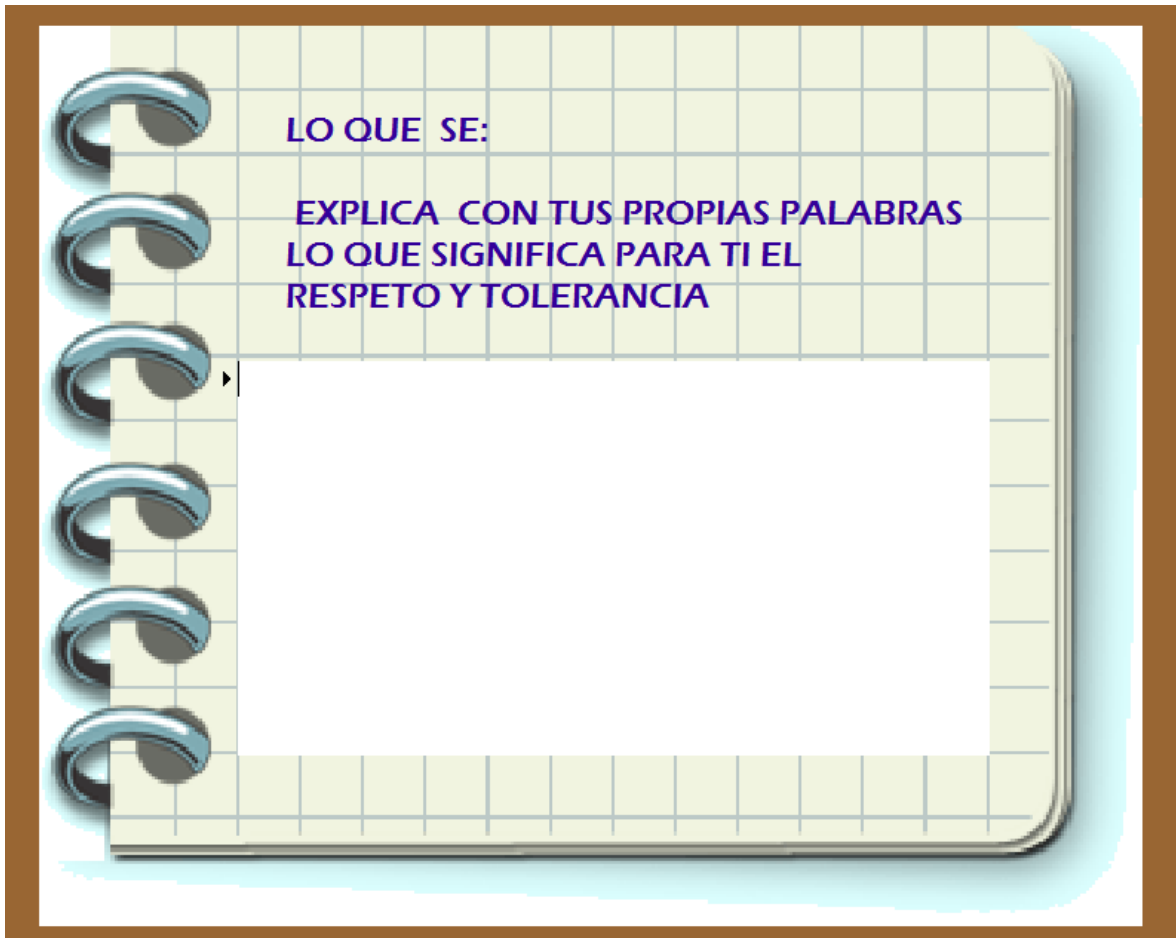 LO QUE SE:
EXPLICA CON TUS PROPIAS PALABRAS
LO QUE SIGNIFICA PARA TI EL
RESPETO Y TOLERANCIA